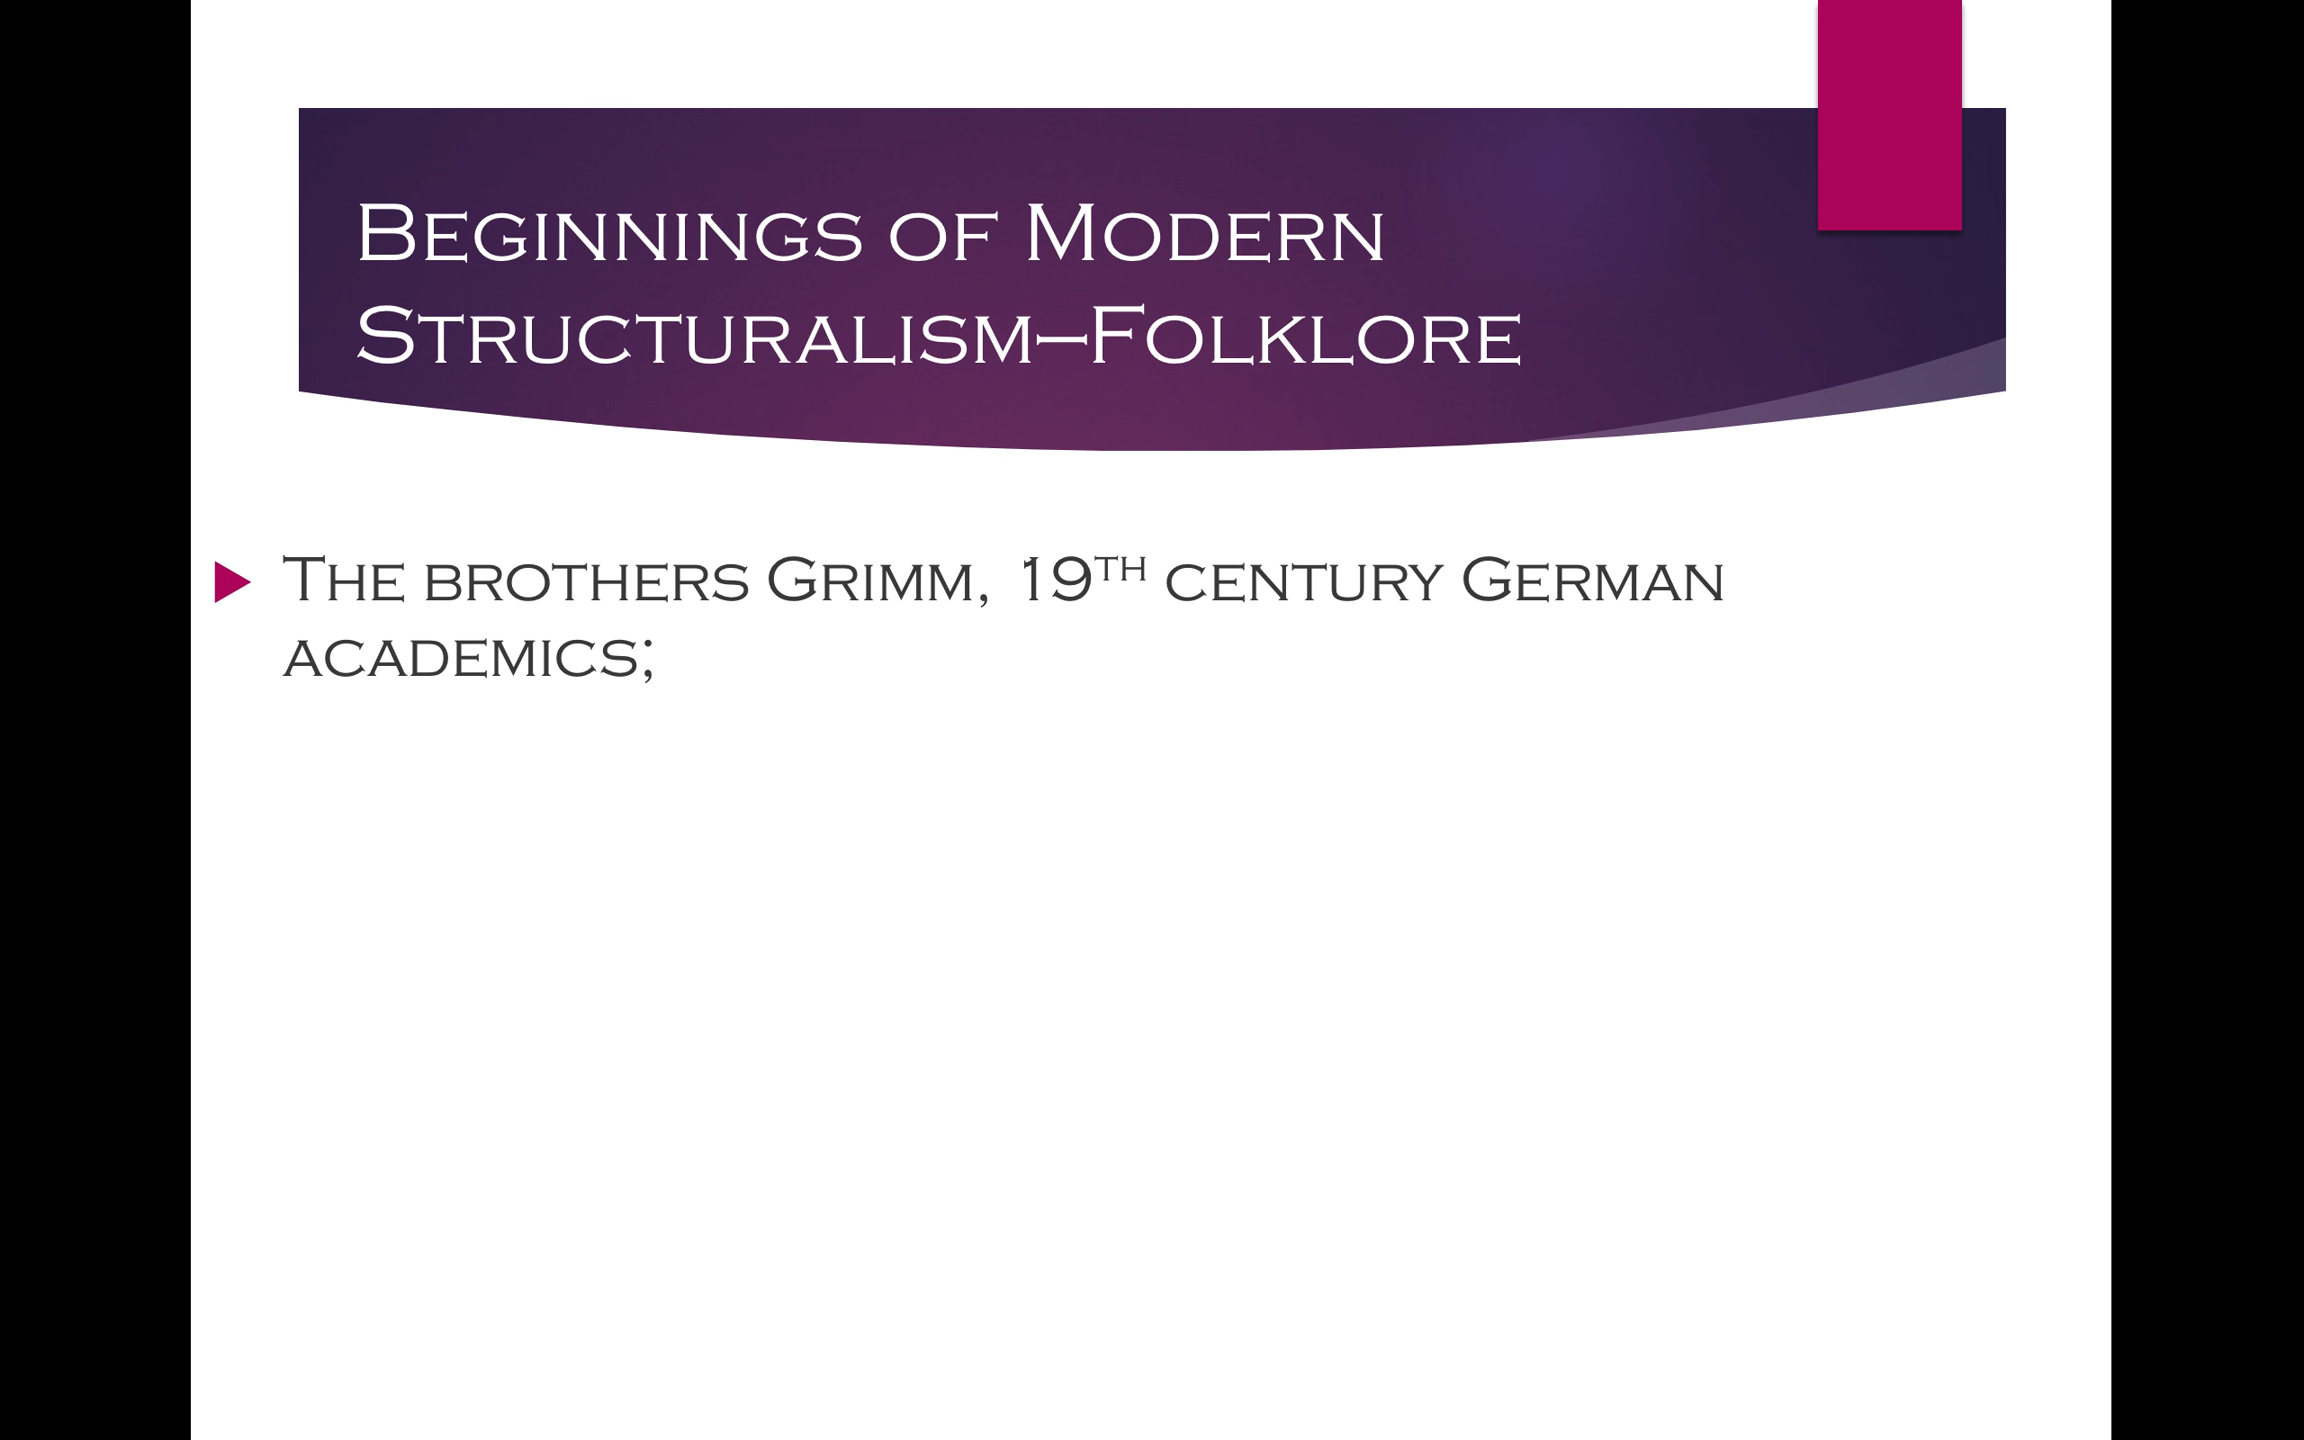 Beginnings of Modern
Structuralism—Folklore
The brothers Grimm, 19th century German
academics;